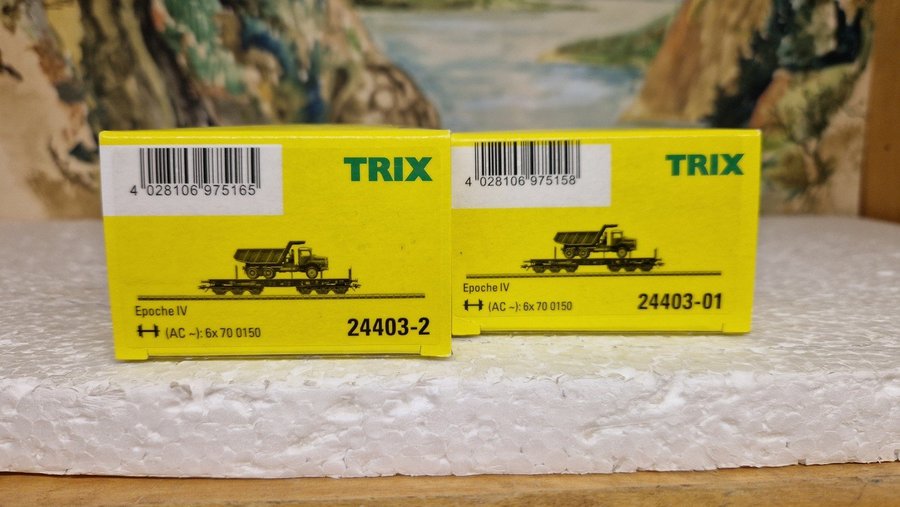 4 028106 975165
TRIX
Epoche IV
(AC ~): 6x 70 0150
24403-2
4 028106 975158
TRIX
Epoche IV
(AC ~): 6x 70 0150
24403-01